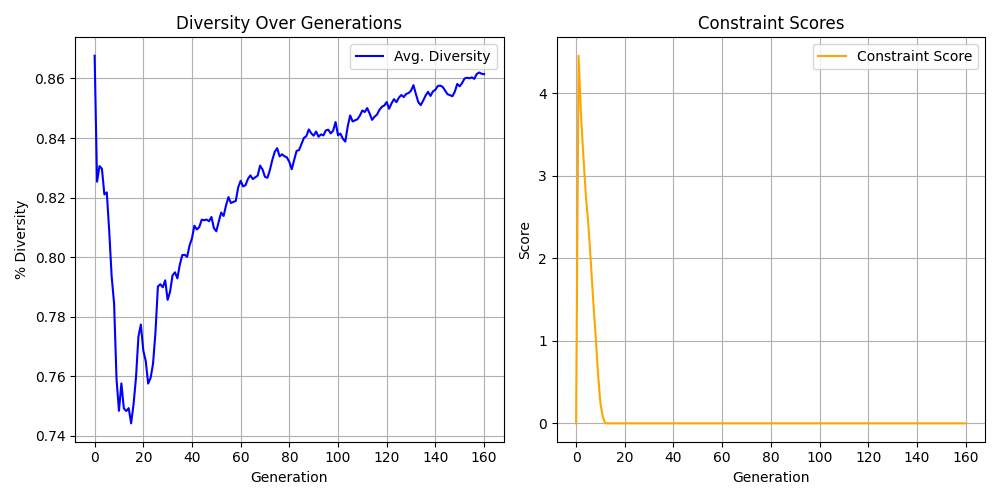 Diversity Over Generations
Avg. Diversity
% Diversity
0.86
0.84
0.82
0.80
0.78
0.76
0.74
0 20 40 60 80 100 120 140 160
Generation
Constraint Scores
Constraint Score
Score
4
3
2
1
0
0 20 40 60 80 100 120 140 160
Generation